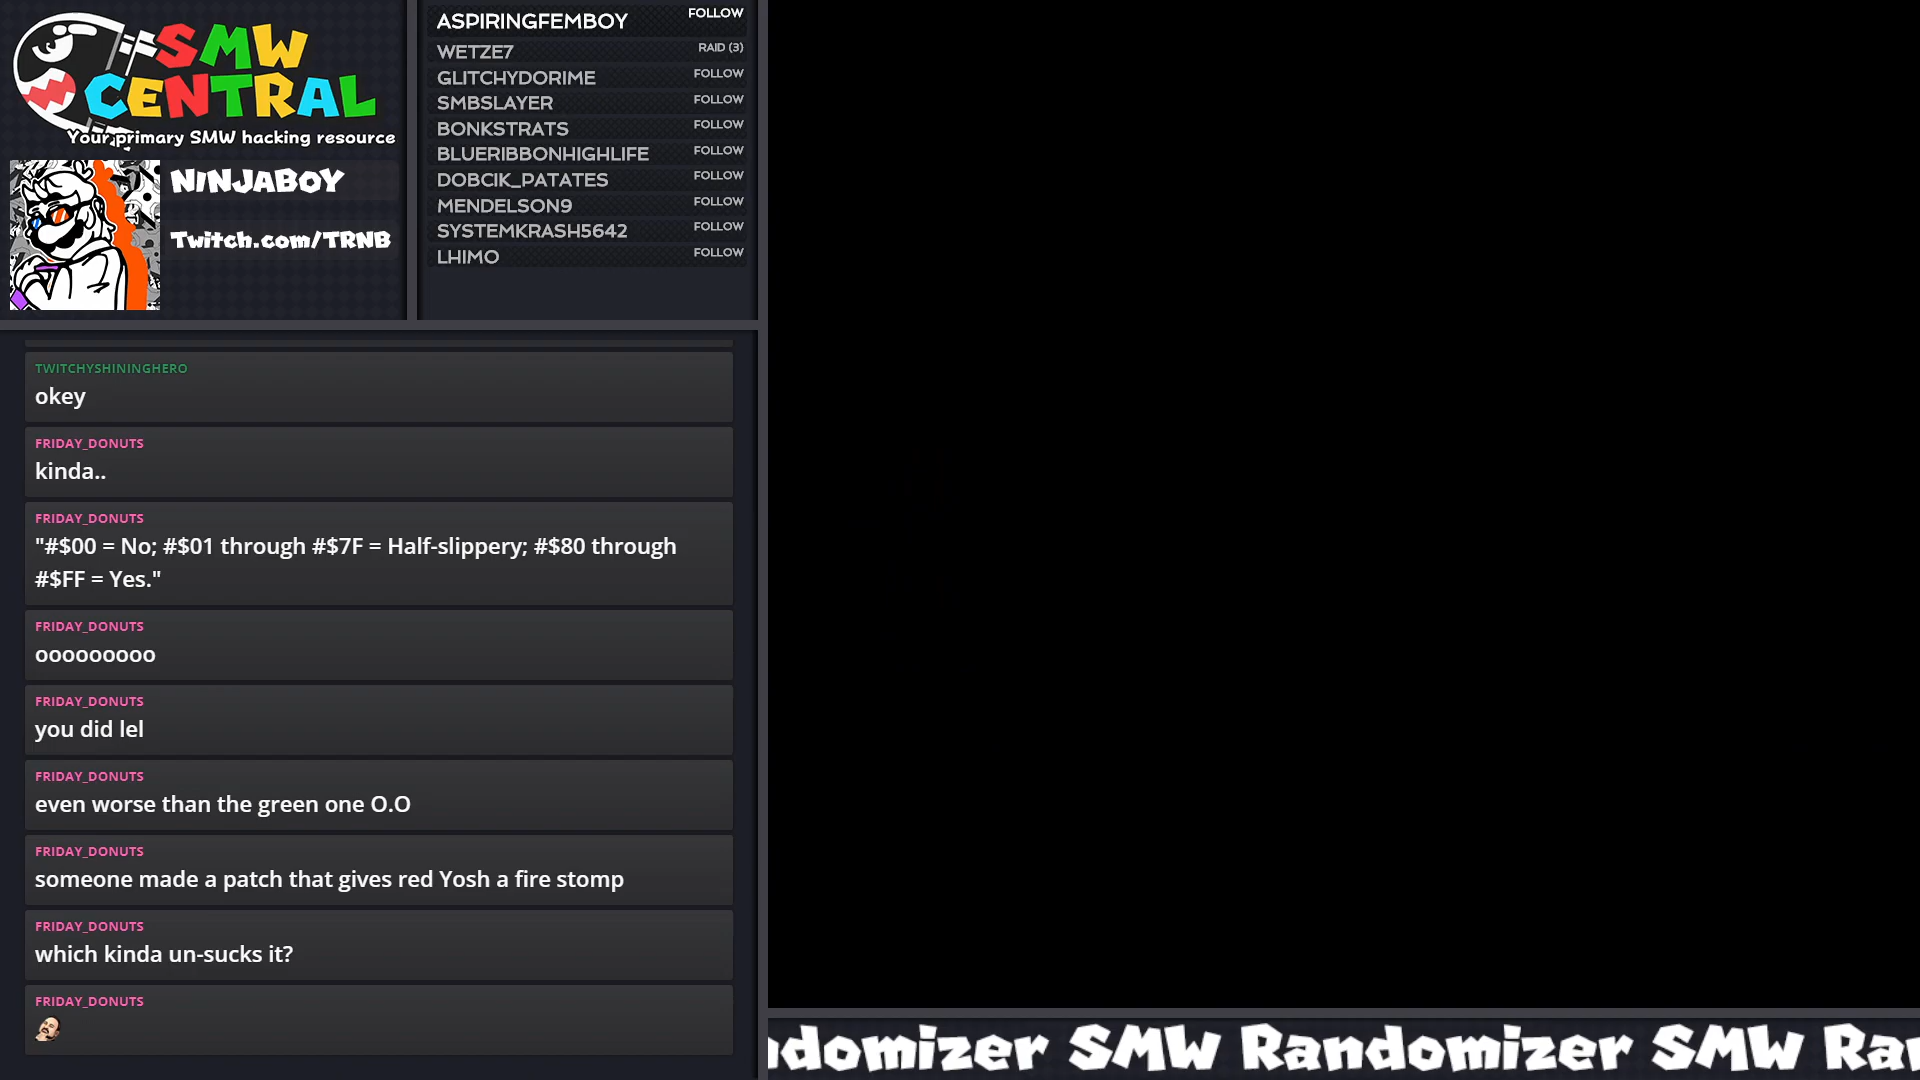 SMW
CENTRAL
Your primary SMW hacking resource
NINJABOY
Twitch.com/TRNB
ASPIRINGFEMBOY FOLLOW
WETZE7 RAID (3)
GLITCHYDORIME FOLLOW
SMBSLAYER FOLLOW
BONKSTRATS FOLLOW
BLUERIBBONHIGHLIFE FOLLOW
DOBCIK_PATATES FOLLOW
MENDELSON9 FOLLOW
SYSTEMKRASH5642 FOLLOW
LHIMO FOLLOW
TWITCHYSHININGHERO
okey
FRIDAY_DONUTS
kinda..
FRIDAY_DONUTS
"#$00 = No; #$01 through #$7F = Half-slippery; #$80 through
#$FF = Yes."
FRIDAY_DONUTS
ooooooooo
FRIDAY_DONUTS
you did lel
FRIDAY_DONUTS
even worse than the green one O.O
FRIDAY_DONUTS
someone made a patch that gives red Yosh a fire stomp
FRIDAY_DONUTS
which kinda un-sucks it?
FRIDAY_DONUTS
domizer SMW Randomizer SMW Ran